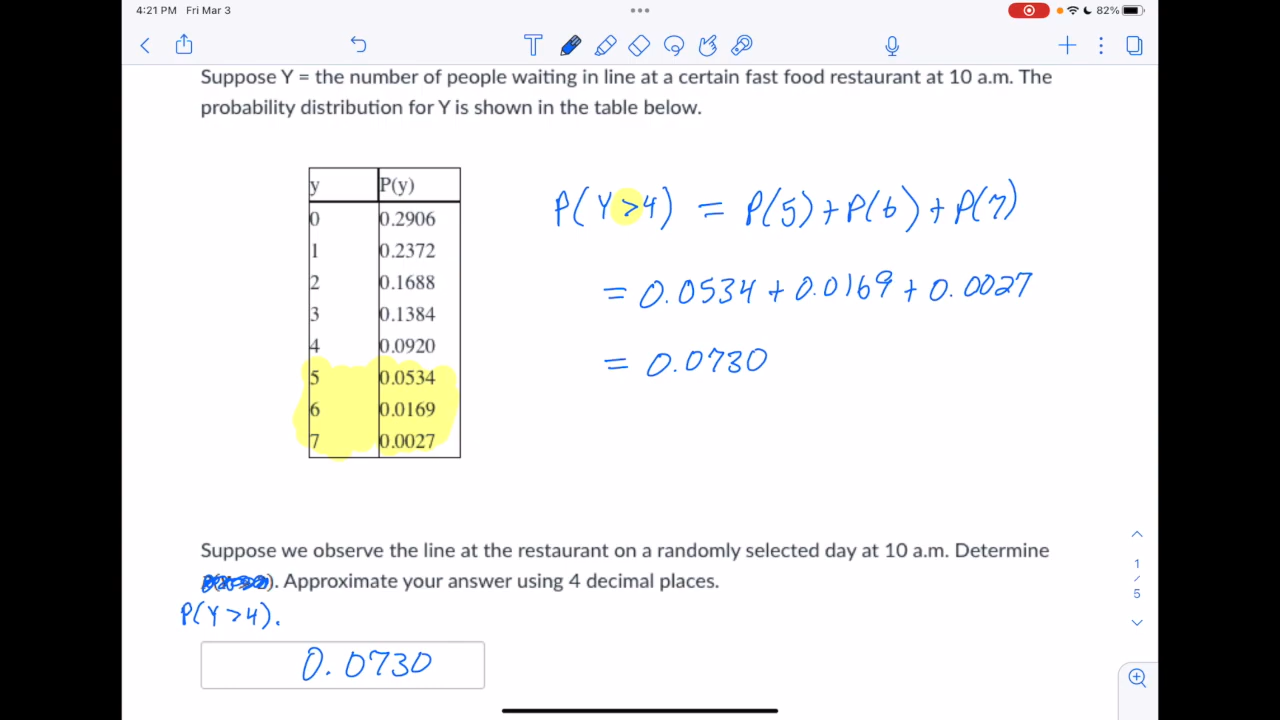 4:21 PM Fri Mar 3
82%
Suppose Y = the number of people waiting in line at a certain fast food restaurant at 10 a.m. The
probability distribution for Y is shown in the table below.
y P(y)
0 0.2906
1 0.2372
2 0.1688
3 0.1384
4 0.0920
5 0.0534
6 0.0169
7 0.0027
P(Y>4) = P(5)+P(6)+P(7)
= 0.0534+0.0169+0.0027
= 0.0730
Suppose we observe the line at the restaurant on a randomly selected day at 10 a.m. Determine
). Approximate your answer using 4 decimal places.
P(Y>4).
0.0730
1
/
5